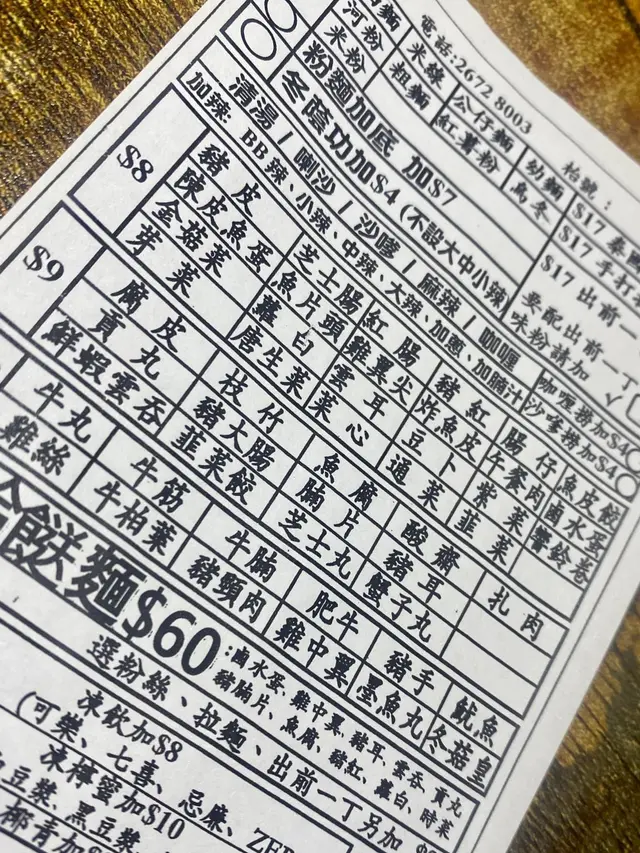 電話:2672 8003 枱號：
河粉 米線 公仔麵 幼麵 $17
米粉 粗麵 紅薯粉 烏冬 $17 手打
粉麵加底 加$7 $17 出前一
冬蔭功加$4 (不設大中小辣) 要配出前一丁
味粉請加 √
清湯 / 喇沙 / 沙嗲 / 麻辣 / 咖喱 咖喱撈加$4
加辣: BB辣、小辣、中辣、大辣、加蔥、加腩汁 沙嗲撈加$4
$8
豬皮 芝士腸 紅腸 豬紅 腸仔 魚皮餃
陳皮魚蛋 魚片頭 雞翼尖 炸魚皮 午餐肉 鹵水蛋
金菇菜 蘿白 雲耳 豆卜 紫菜 響鈴卷
芽菜 唐生菜 菜心 通菜 韮菜
$9
腐皮 枝竹 魚腐 酸齋 扎肉
貢丸 豬大腸 腩片 豬耳
鮮蝦雲吞 韮菜餃 芝士丸 蟹子丸
牛丸 牛筋 牛腩 肥牛 豬手 魷魚
雞絲 牛柏葉 豬頸肉 雞中翼 墨魚丸 冬菇皇
餸麵$60:鹵水蛋、雞中翼、豬耳、雲吞、貢丸
豬腩片、魚腐、豬紅、蘿白、時菜
選粉絲、拉麵、出前一丁另加
凍飲加$8
(可樂、七喜、忌廉、
凍檸蜜加$10
豆漿、黑豆漿、
椰青加